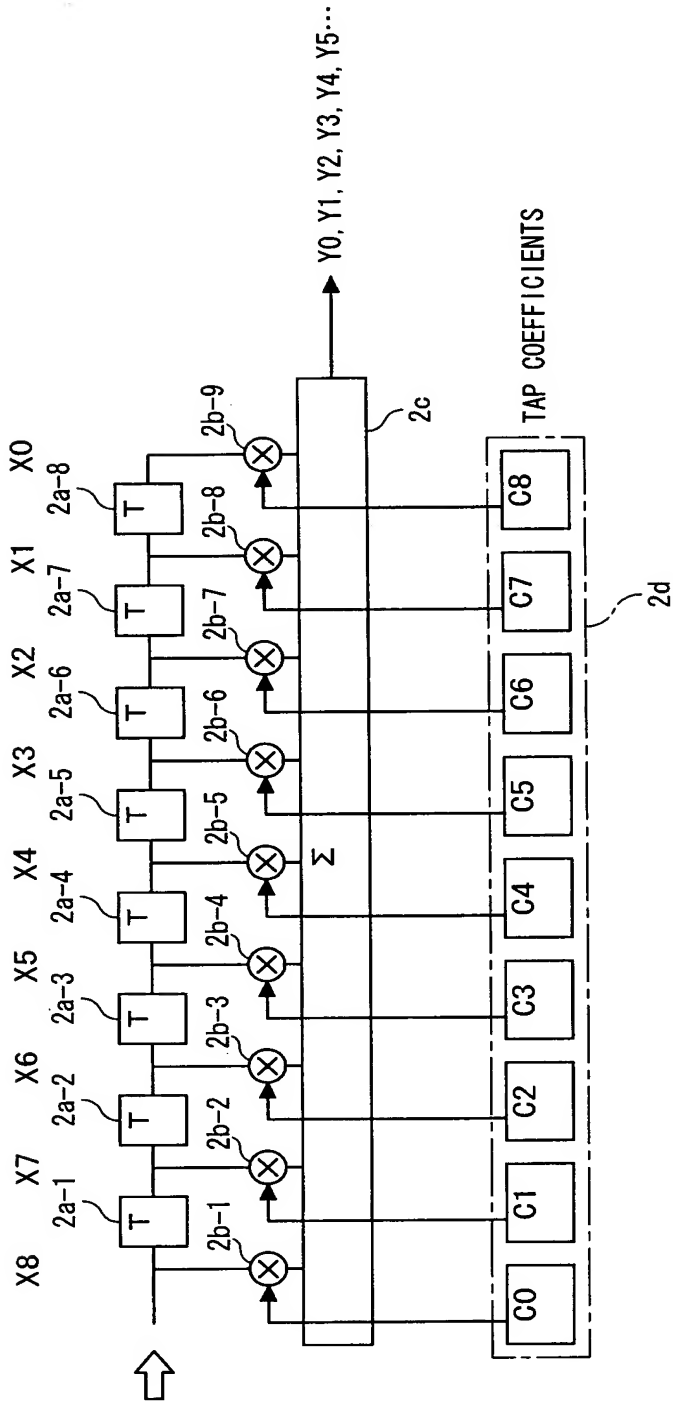 X8 X7 X6 X5 X4 X3 X2 X1 X0
2a-1 2a-2 2a-3 2a-4 2a-5 2a-6 2a-7 2a-8
T T T T T T T T
2b-1 2b-2 2b-3 2b-4 2b-5 2b-6 2b-7 2b-8 2b-9
Σ
Y0, Y1, Y2, Y3, Y4, Y5···
2c
TAP COEFFICIENTS
C0 C1 C2 C3 C4 C5 C6 C7 C8
2d